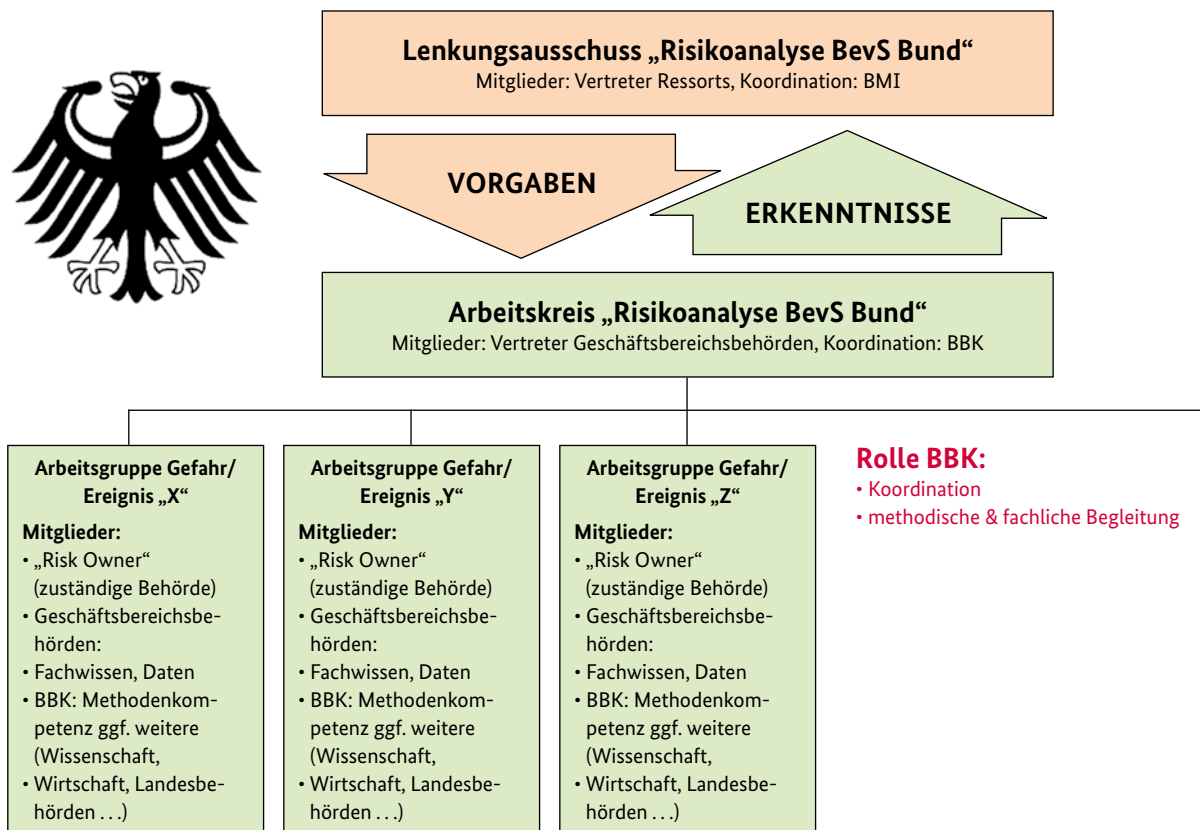 Lenkungsausschuss „Risikoanalyse BevS Bund“
Mitglieder: Vertreter Ressorts, Koordination: BMI
VORGABEN
ERKENNTNISSE
Arbeitskreis „Risikoanalyse BevS Bund“
Mitglieder: Vertreter Geschäftsbereichsbehörden, Koordination: BBK
Arbeitsgruppe Gefahr/
Ereignis „X“
Mitglieder:
• „Risk Owner“
(zuständige Behörde)
• Geschäftsbereichsbe-
hörden:
• Fachwissen, Daten
• BBK: Methodenkom-
petenz ggf. weitere
(Wissenschaft,
• Wirtschaft, Landesbe-
hörden . . .)
Arbeitsgruppe Gefahr/
Ereignis „Y“
Mitglieder:
• „Risk Owner“
(zuständige Behörde)
• Geschäftsbereichsbe-
hörden:
• Fachwissen, Daten
• BBK: Methodenkom-
petenz ggf. weitere
(Wissenschaft,
• Wirtschaft, Landesbe-
hörden . . .)
Arbeitsgruppe Gefahr/
Ereignis „Z“
Mitglieder:
• „Risk Owner“
(zuständige Behörde)
• Geschäftsbereichsbe-
hörden:
• Fachwissen, Daten
• BBK: Methodenkom-
petenz ggf. weitere
(Wissenschaft,
• Wirtschaft, Landesbe-
hörden . . .)
Rolle BBK:
• Koordination
• methodische & fachliche Begleitung